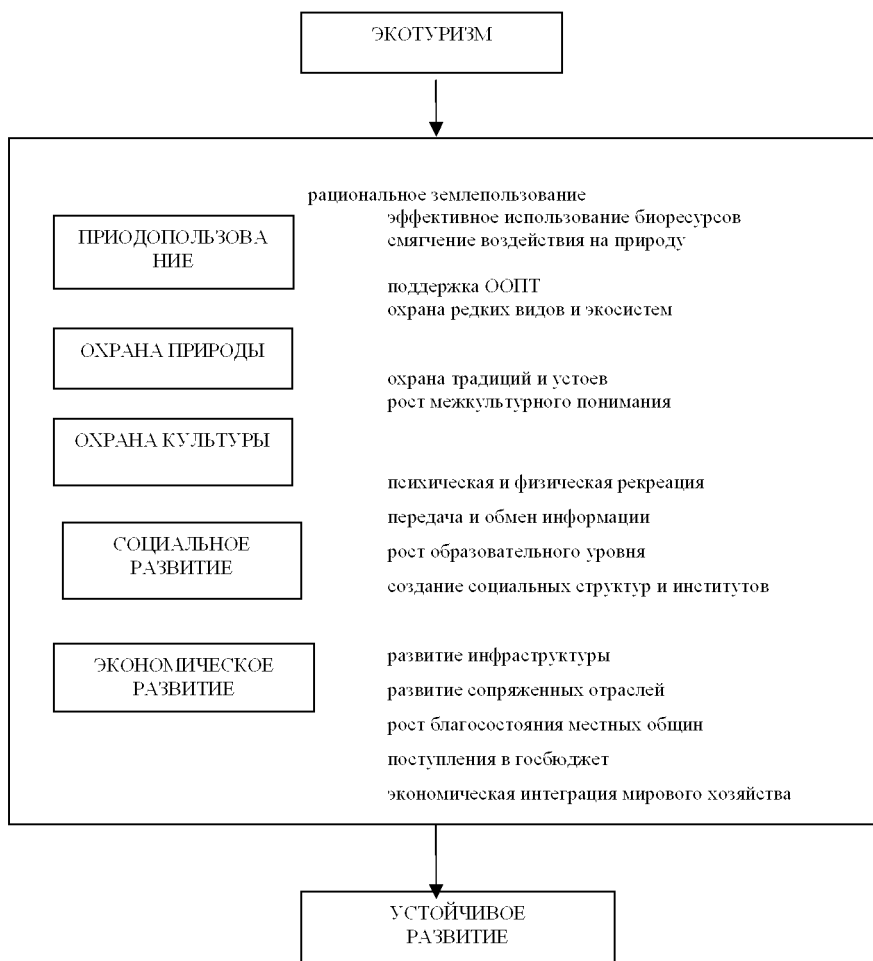 ЭКОТУРИЗМ
рациональное землепользование
эффективное использование биоресурсов
ПРИОДОПОЛЬЗОВА
НИЕ
смягчение воздействия на природу
поддержка ООПТ
охрана редких видов и экосистем
ОХРАНА ПРИРОДЫ
охрана традиций и устоев
рост межкультурного понимания
ОХРАНА КУЛЬТУРЫ
психическая и физическая рекреация
передача и обмен информации
СОЦИАЛЬНОЕ
РАЗВИТИЕ
рост образовательного уровня
создание социальных структур и институтов
ЭКОНОМИЧЕСКОЕ
РАЗВИТИЕ
развитие инфраструктуры
развитие сопряженных отраслей
рост благосостояния местных общин
поступления в госбюджет
экономическая интеграция мирового хозяйства
УСТОЙЧИВОЕ
РАЗВИТИЕ